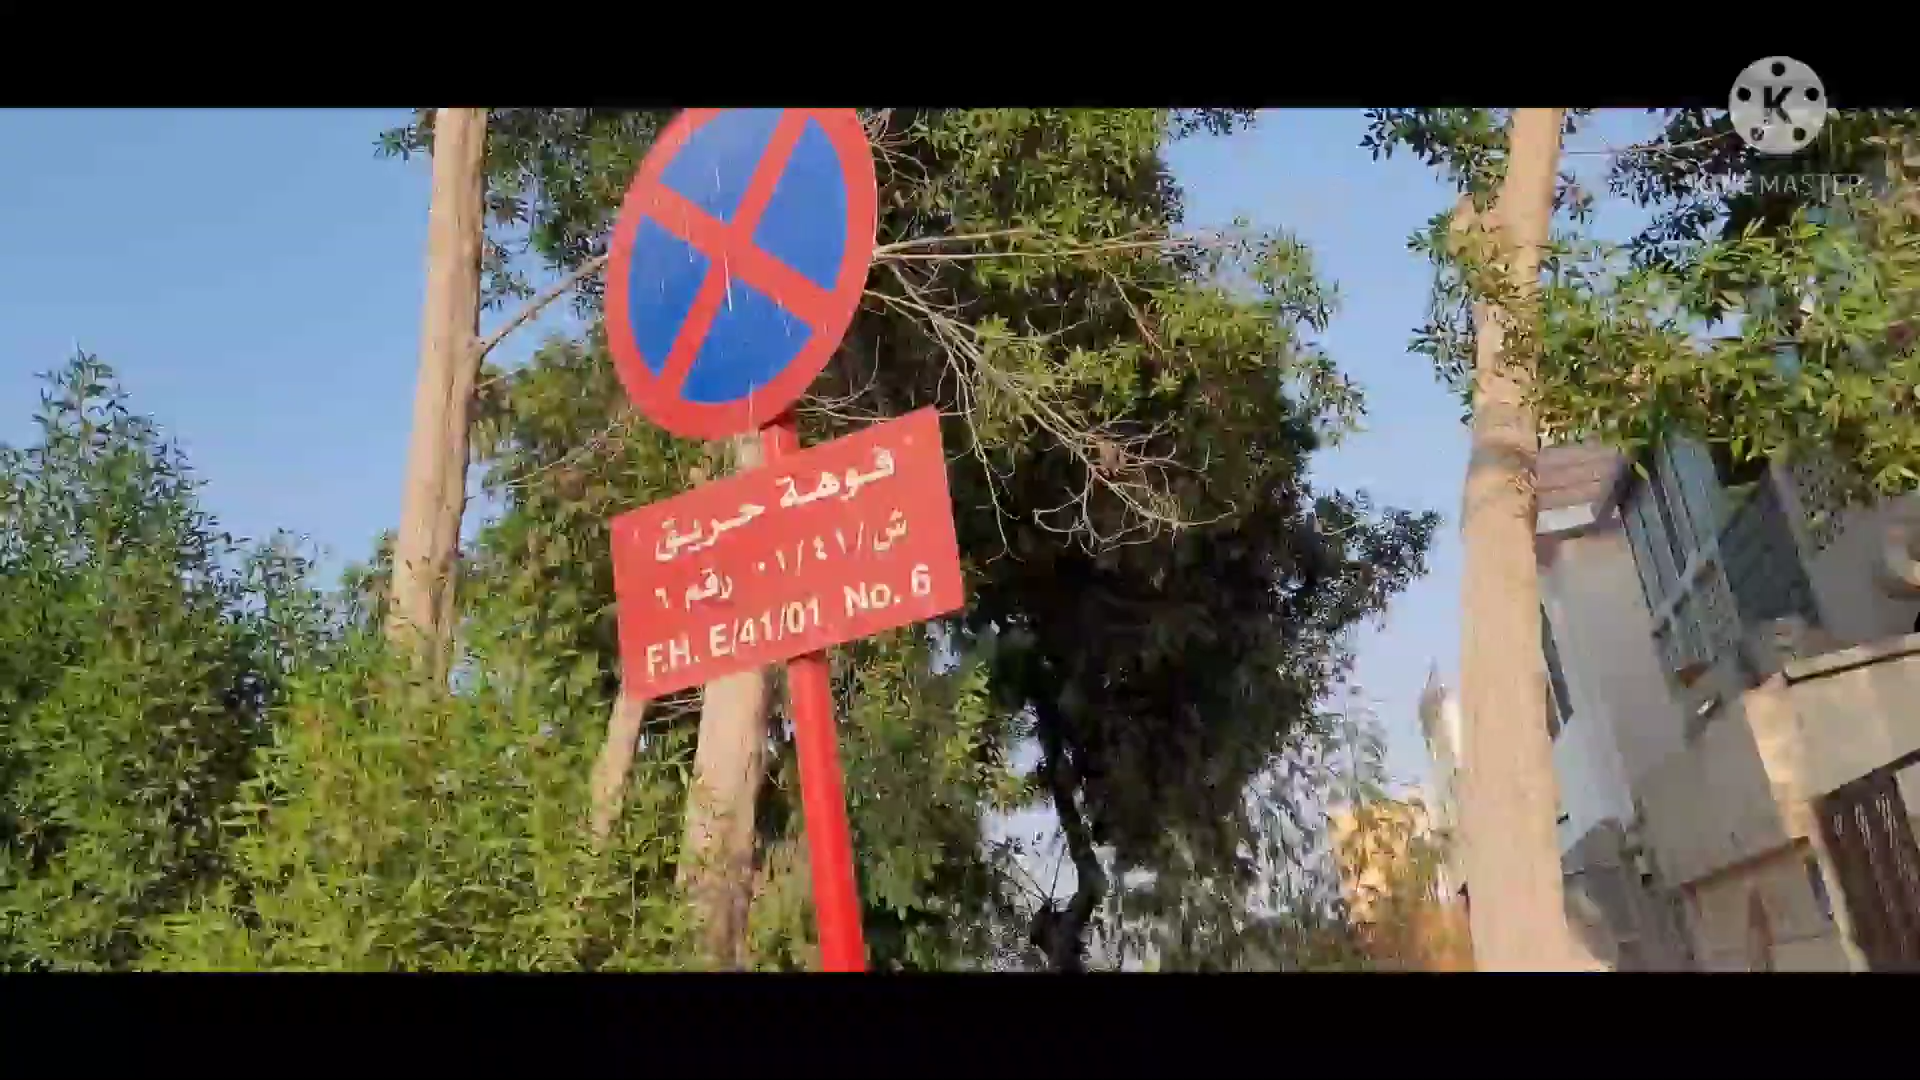 K
KINEMASTER
فوهة حريق
ش/٠١/٤١ رقم ٦
F.H. E/41/01 No. 6